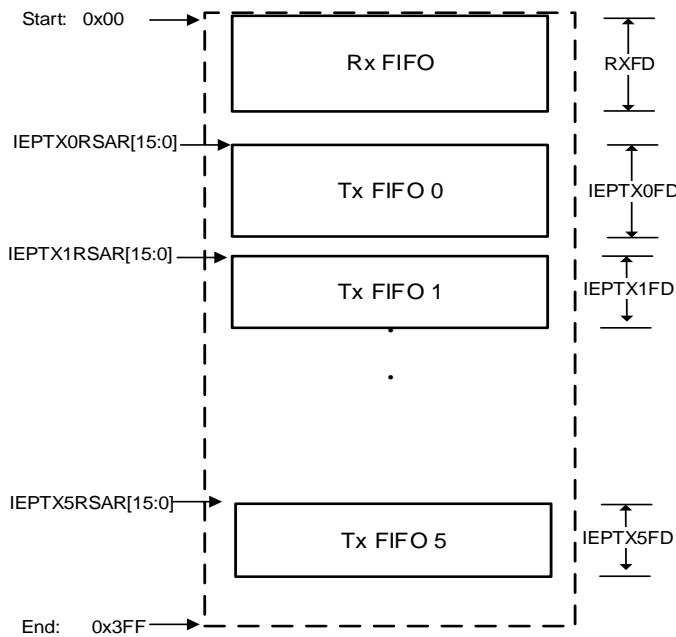 Start: 0x00
Rx FIFO
RXFD
IEPTX0RSAR[15:0]
Tx FIFO 0
IEPTX0FD
IEPTX1RSAR[15:0]
Tx FIFO 1
IEPTX1FD
IEPTX5RSAR[15:0]
Tx FIFO 5
IEPTX5FD
End: 0x3FF